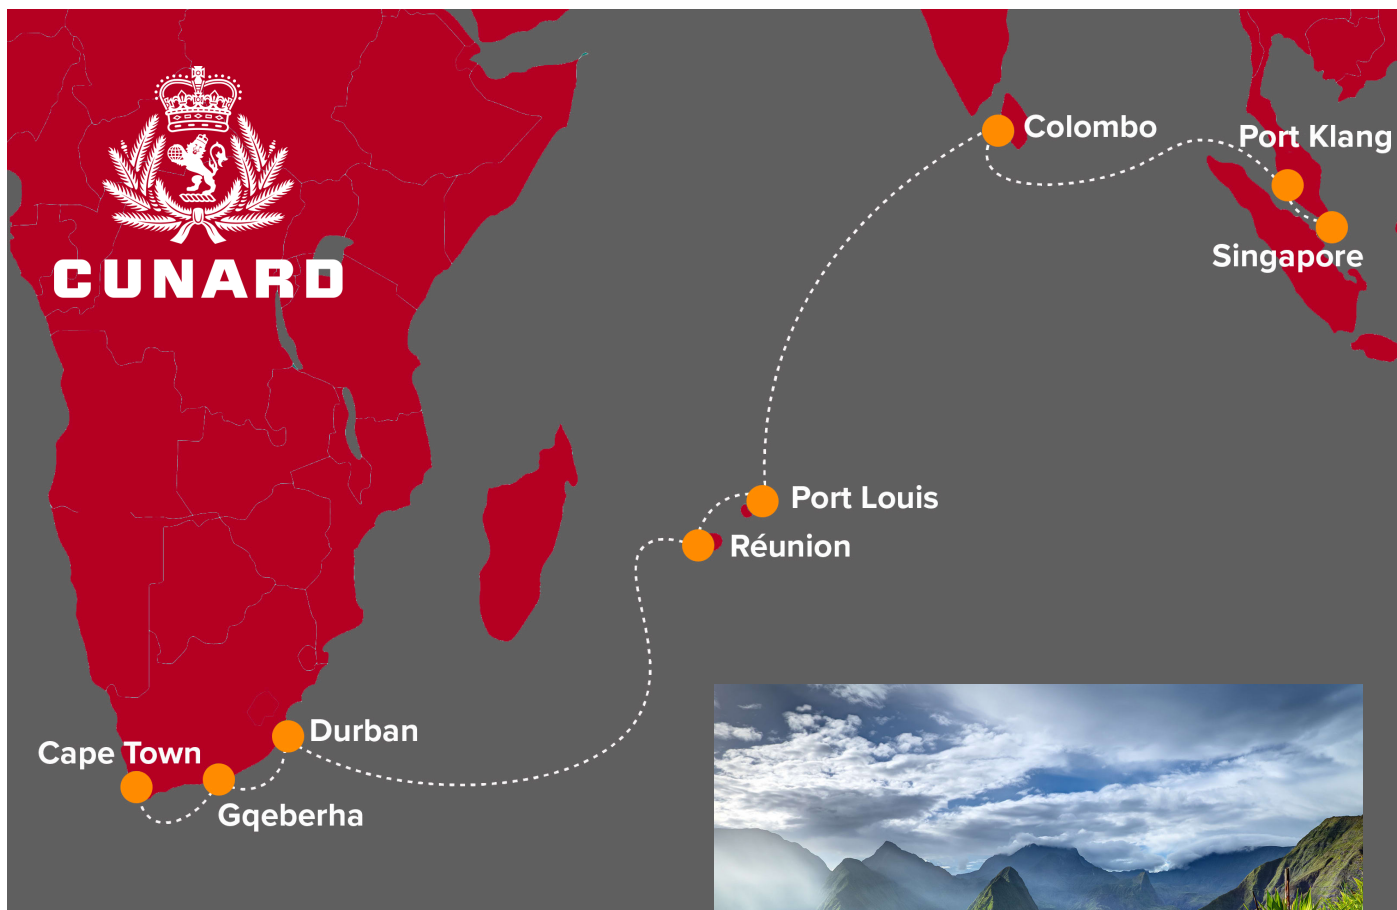 CUNARD
Colombo
Port Klang
Singapore
Port Louis
Réunion
Durban
Cape Town
Gqeberha